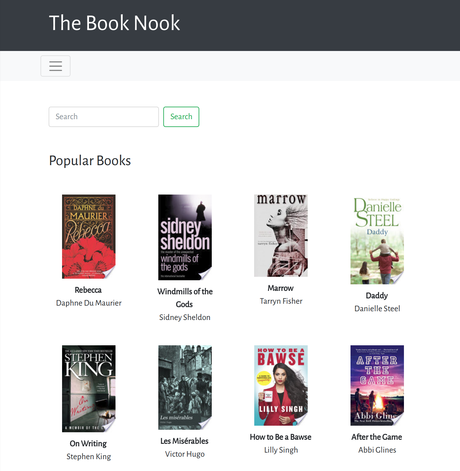 The Book Nook
Search
Search
Popular Books
DAPHNE DU
MAURIER
Rebecca
sidney
sheldon
windmills of
the gods
marrow
Danielle
STEEL
Daddy
Rebecca
Daphne Du Maurier
Windmills of the
Gods
Sidney Sheldon
Marrow
Tarryn Fisher
Daddy
Danielle Steel
STEPHEN
KING
On Writing
Les misérables
HOW TO BE A
BAWSE
LILLY SINGH
AFTER
THE
GAME
Abbi Glines
On Writing
Stephen King
Les Misérables
Victor Hugo
How to Be a Bawse
Lilly Singh
After the Game
Abbi Glines